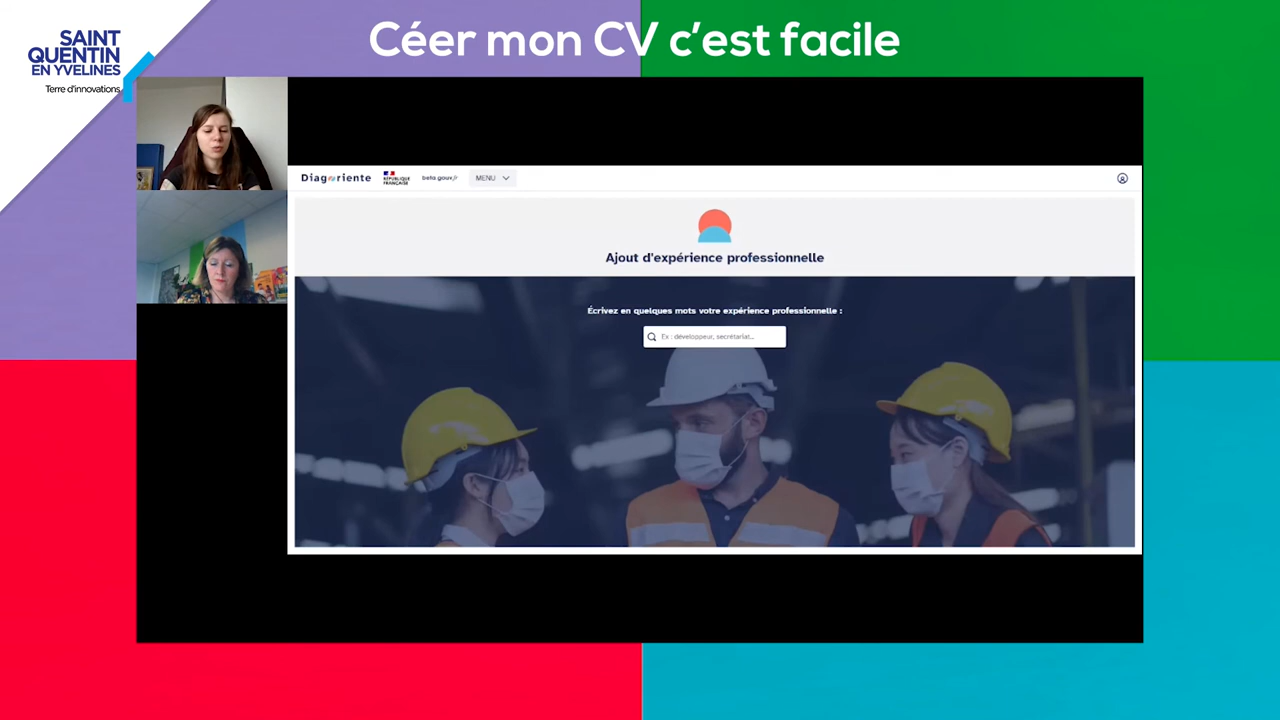 Céer mon CV c'est facile
SAINT
QUENTIN
EN YVELINES
Terre d'innovations
Diagoriente
RÉPUBLIQUE
FRANÇAISE
beta.gouv.fr
MENU
Ajout d'expérience professionnelle
Écrivez en quelques mots votre expérience professionnelle :
Ex : développeur, secrétariat...